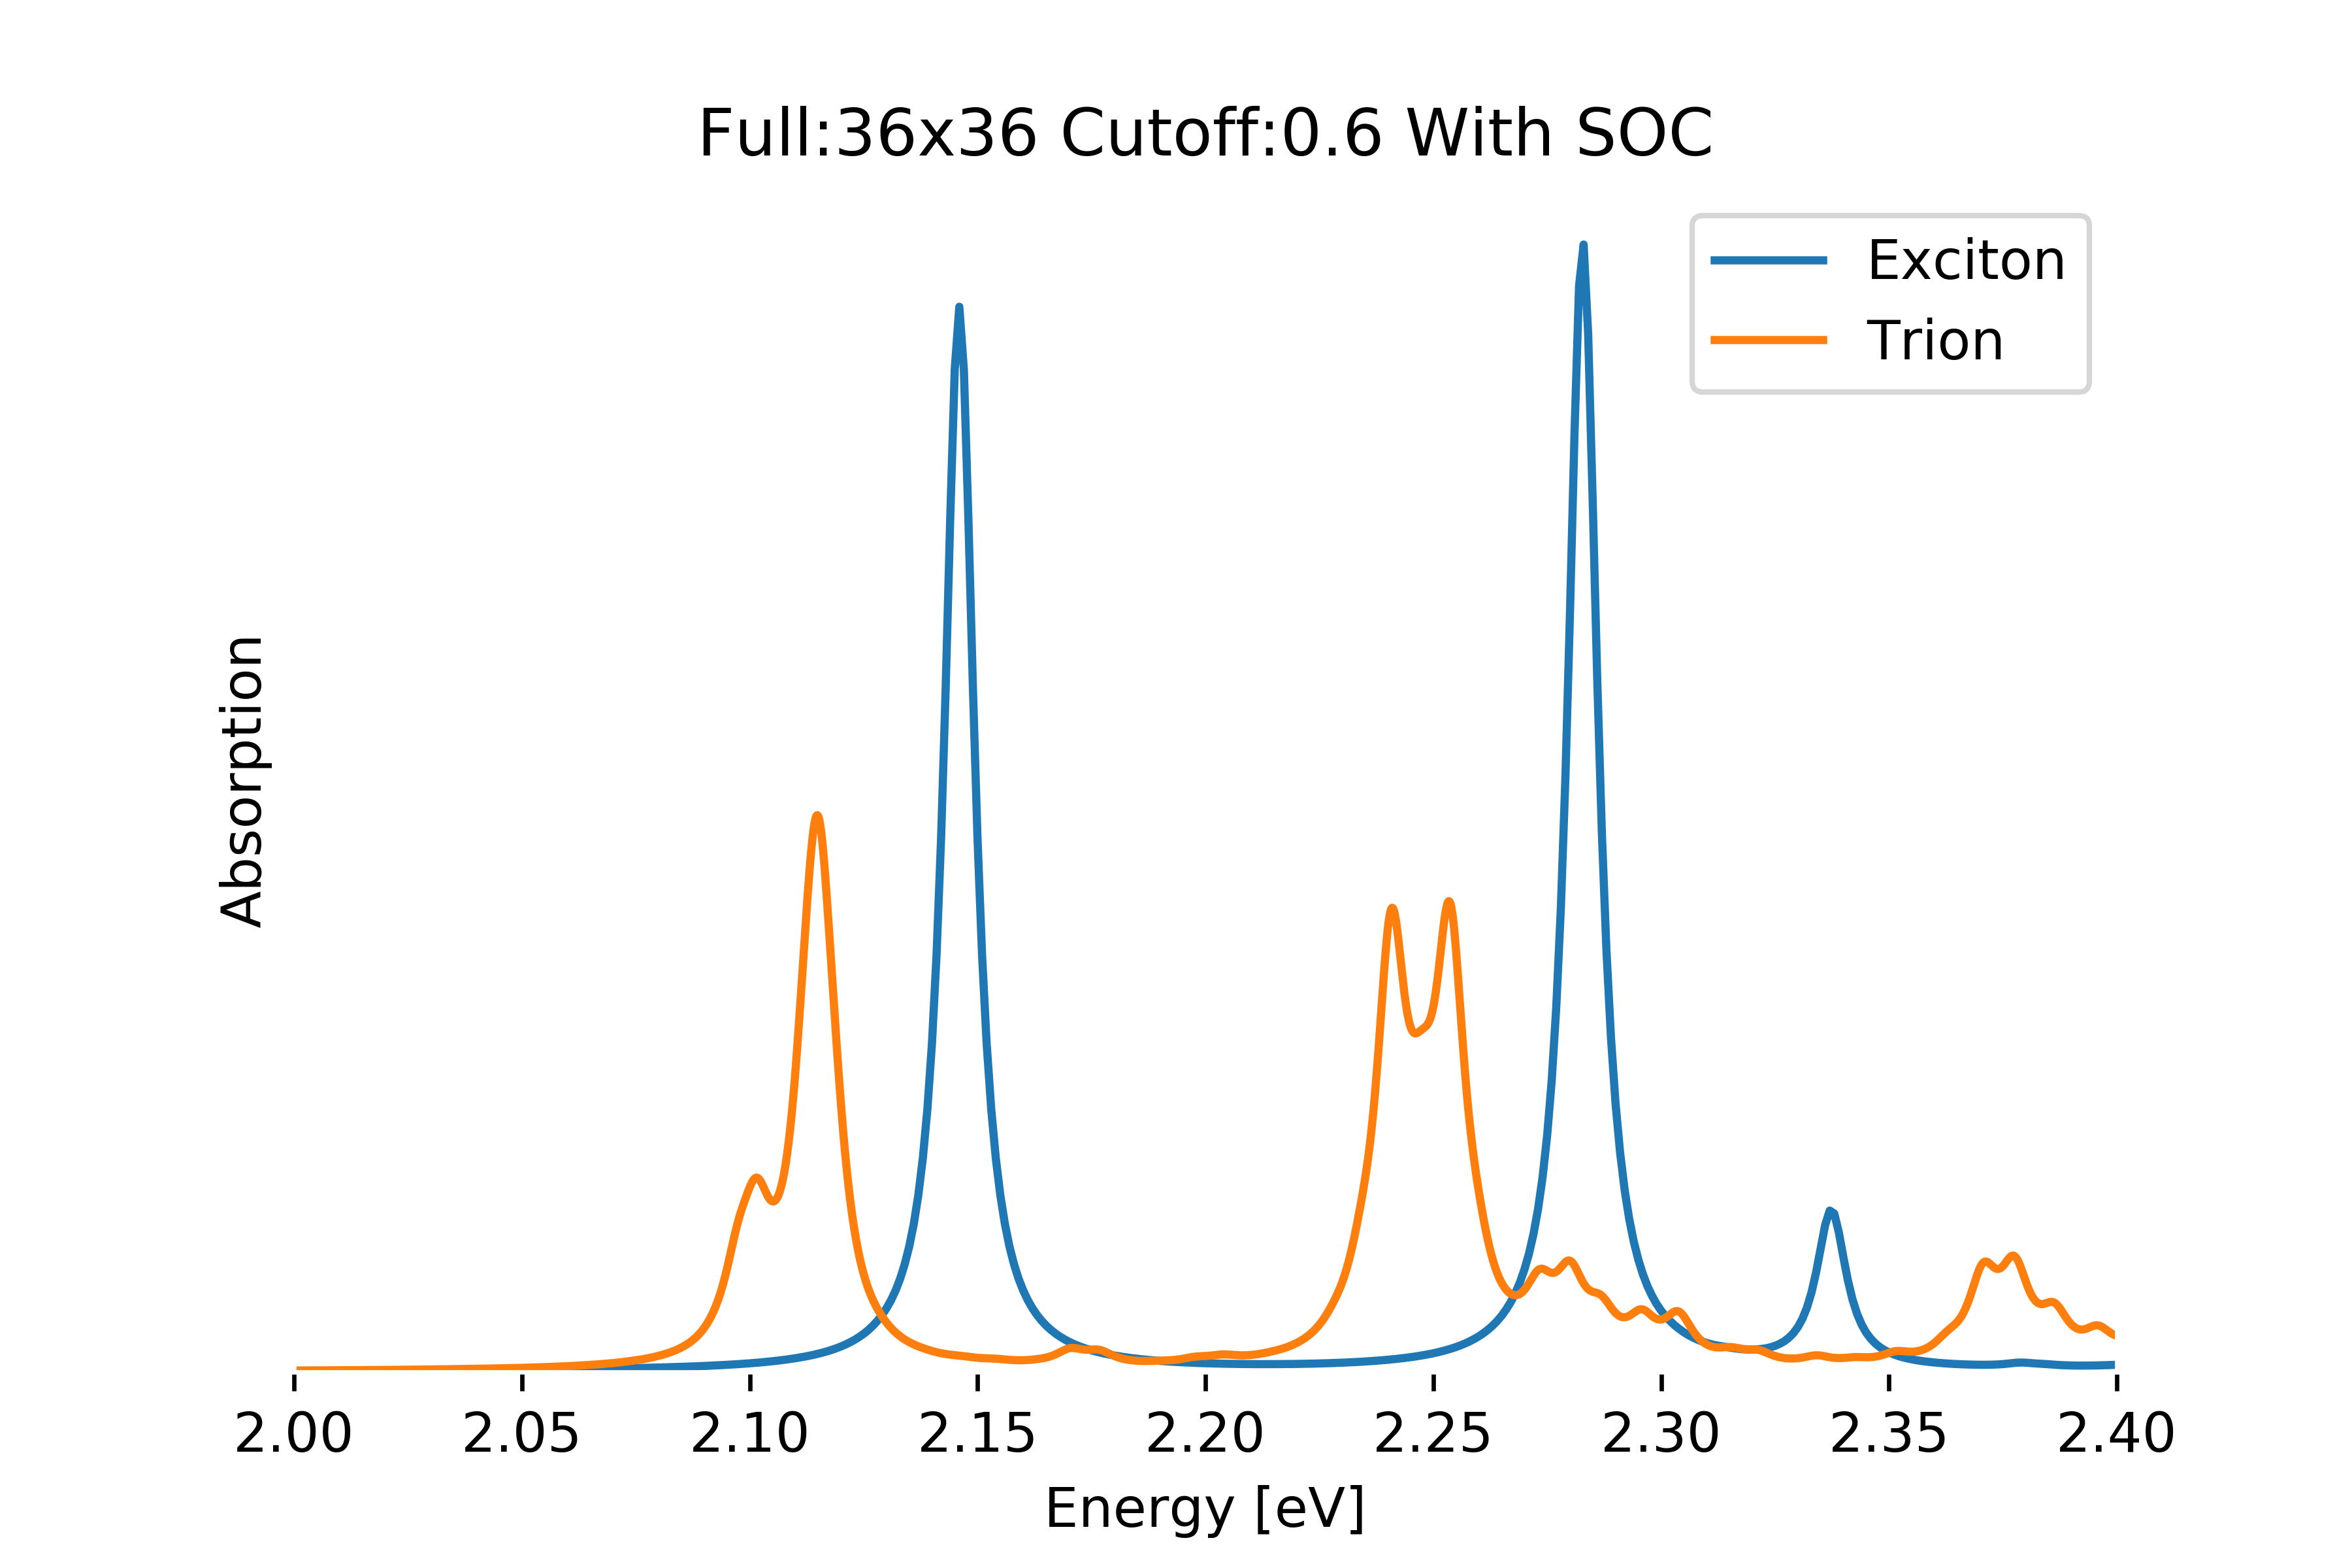 Full:36x36 Cutoff:0.6 With SOC
Exciton
Trion
Absorption
2.00 2.05 2.10 2.15 2.20 2.25 2.30 2.35 2.40
Energy [eV]